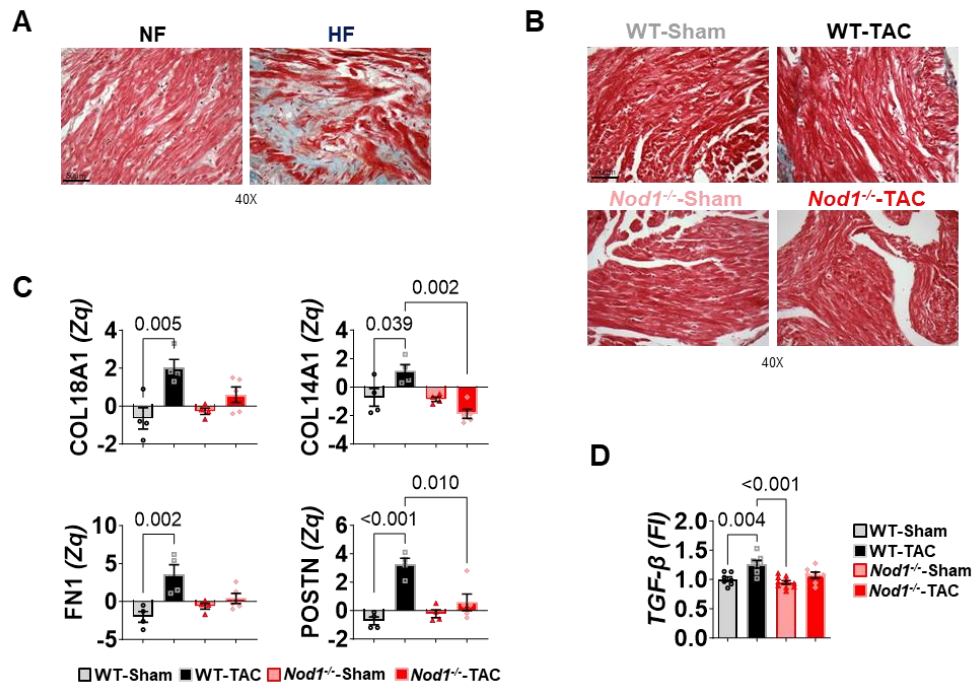 A
NF
HF
40X
B
WT-Sham
WT-TAC
Nod1-/--Sham
Nod1-/--TAC
40X
C
COL18A1 (Zq)
4
2
0
-2
0.005
COL14A1 (Zq)
4
2
0
-2
-4
0.039
0.002
FN1 (Zq)
10
5
0
-5
0.002
POSTN (Zq)
6
4
2
0
-2
<0.001
0.010
WT-Sham WT-TAC Nod1-/--Sham Nod1-/--TAC
D
TGF-β (FI)
2.0
1.5
1.0
0.5
0.0
0.004
<0.001
WT-Sham
WT-TAC
Nod1-/--Sham
Nod1-/--TAC